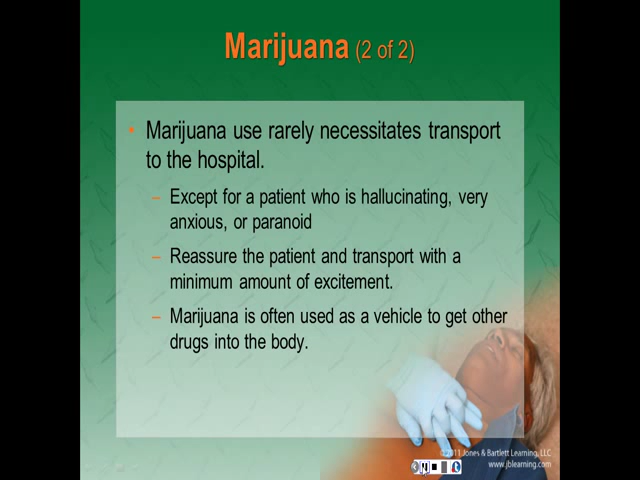 Marijuana (2 of 2)
• Marijuana use rarely necessitates transport
to the hospital.
– Except for a patient who is hallucinating, very
anxious, or paranoid
– Reassure the patient and transport with a
minimum amount of excitement.
– Marijuana is often used as a vehicle to get other
drugs into the body.
© 2011 Jones & Bartlett Learning, LLC
www.jblearning.com